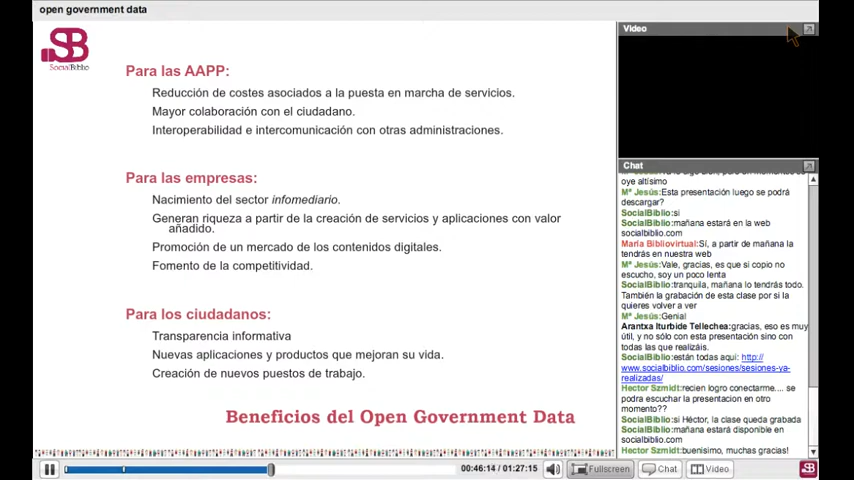 open government data
SB
SocialBiblio
Para las AAPP:
Reducción de costes asociados a la puesta en marcha de servicios.
Mayor colaboración con el ciudadano.
Interoperabilidad e intercomunicación con otras administraciones.
Para las empresas:
Nacimiento del sector infomediario.
Generan riqueza a partir de la creación de servicios y aplicaciones con valor
añadido.
Promoción de un mercado de los contenidos digitales.
Fomento de la competitividad.
Para los ciudadanos:
Transparencia informativa
Nuevas aplicaciones y productos que mejoran su vida.
Creación de nuevos puestos de trabajo.
Beneficios del Open Government Data
Video
Chat
oye altísimo
Mª Jesús:Esta presentación luego se podrá
descargar?
SocialBiblio:si
SocialBiblio:mañana estará en la web
socialbiblio.com
María Bibliovirtual:Sí, a partir de mañana la
tendrás en nuestra web
Mª Jesús:Vale, gracias, es que si copio no
escucho, soy un poco lenta
SocialBiblio:tranquila, mañana lo tendrás todo.
También la grabación de esta clase por si la
quieres volver a ver
Mª Jesus:Genial
Arantxa Iturbide Tellechea:gracias, eso es muy
útil, y no sólo con esta presentación sino con
todas las que realizáis.
SocialBiblio:están todas aquí: http://
www.socialbiblio.com/sesiones/sesiones-ya-
realizadas/
Hector Szmidt:recien logro conectarme.... se
podra escuchar la presentacion en otro
momento??
SocialBiblio:si Héctor, la clase queda grabada
SocialBiblio:mañana estará disponible en
socialbiblio.com
Hector Szmidt:buenisimo, muchas gracias!
00:46:14 / 01:27:15
Fullscreen
Chat
Video
SB